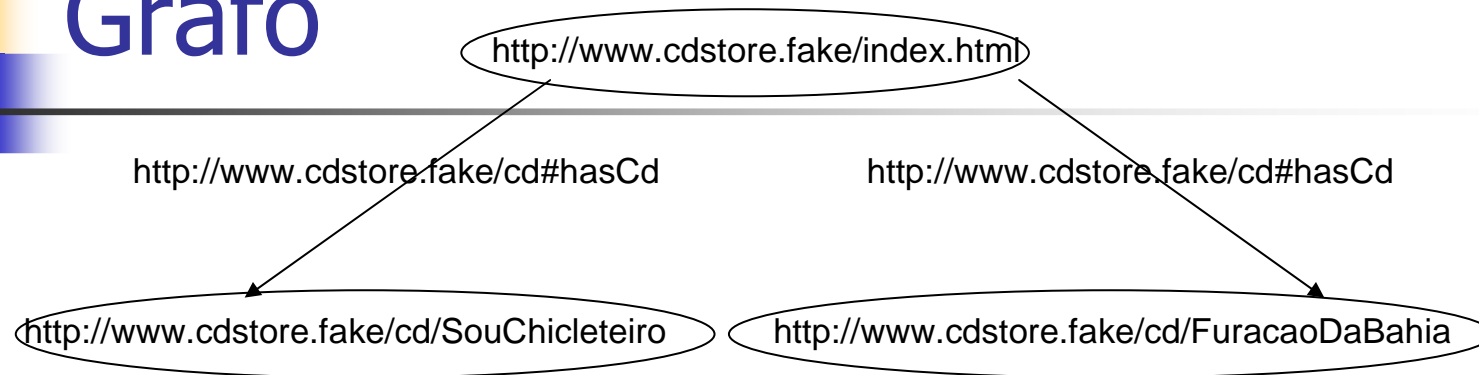 Grafo
http://www.cdstore.fake/index.html
http://www.cdstore.fake/cd#hasCd
http://www.cdstore.fake/cd#hasCd
http://www.cdstore.fake/cd/SouChicleteiro
http://www.cdstore.fake/cd/FuracaoDaBahia